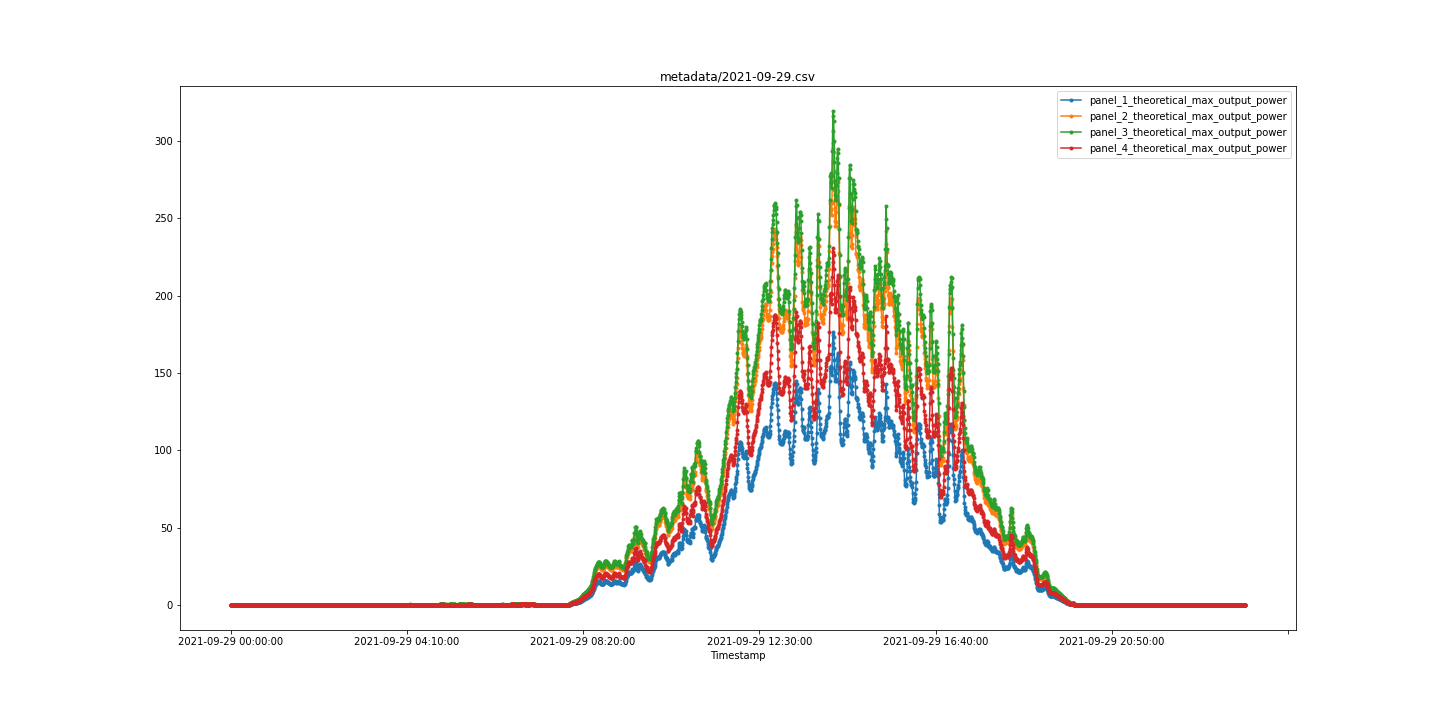 metadata/2021-09-29.csv
panel_1_theoretical_max_output_power
panel_2_theoretical_max_output_power
panel_3_theoretical_max_output_power
panel_4_theoretical_max_output_power
300
250
200
150
100
50
0
2021-09-29 00:00:00 2021-09-29 04:10:00 2021-09-29 08:20:00 2021-09-29 12:30:00 2021-09-29 16:40:00 2021-09-29 20:50:00
Timestamp